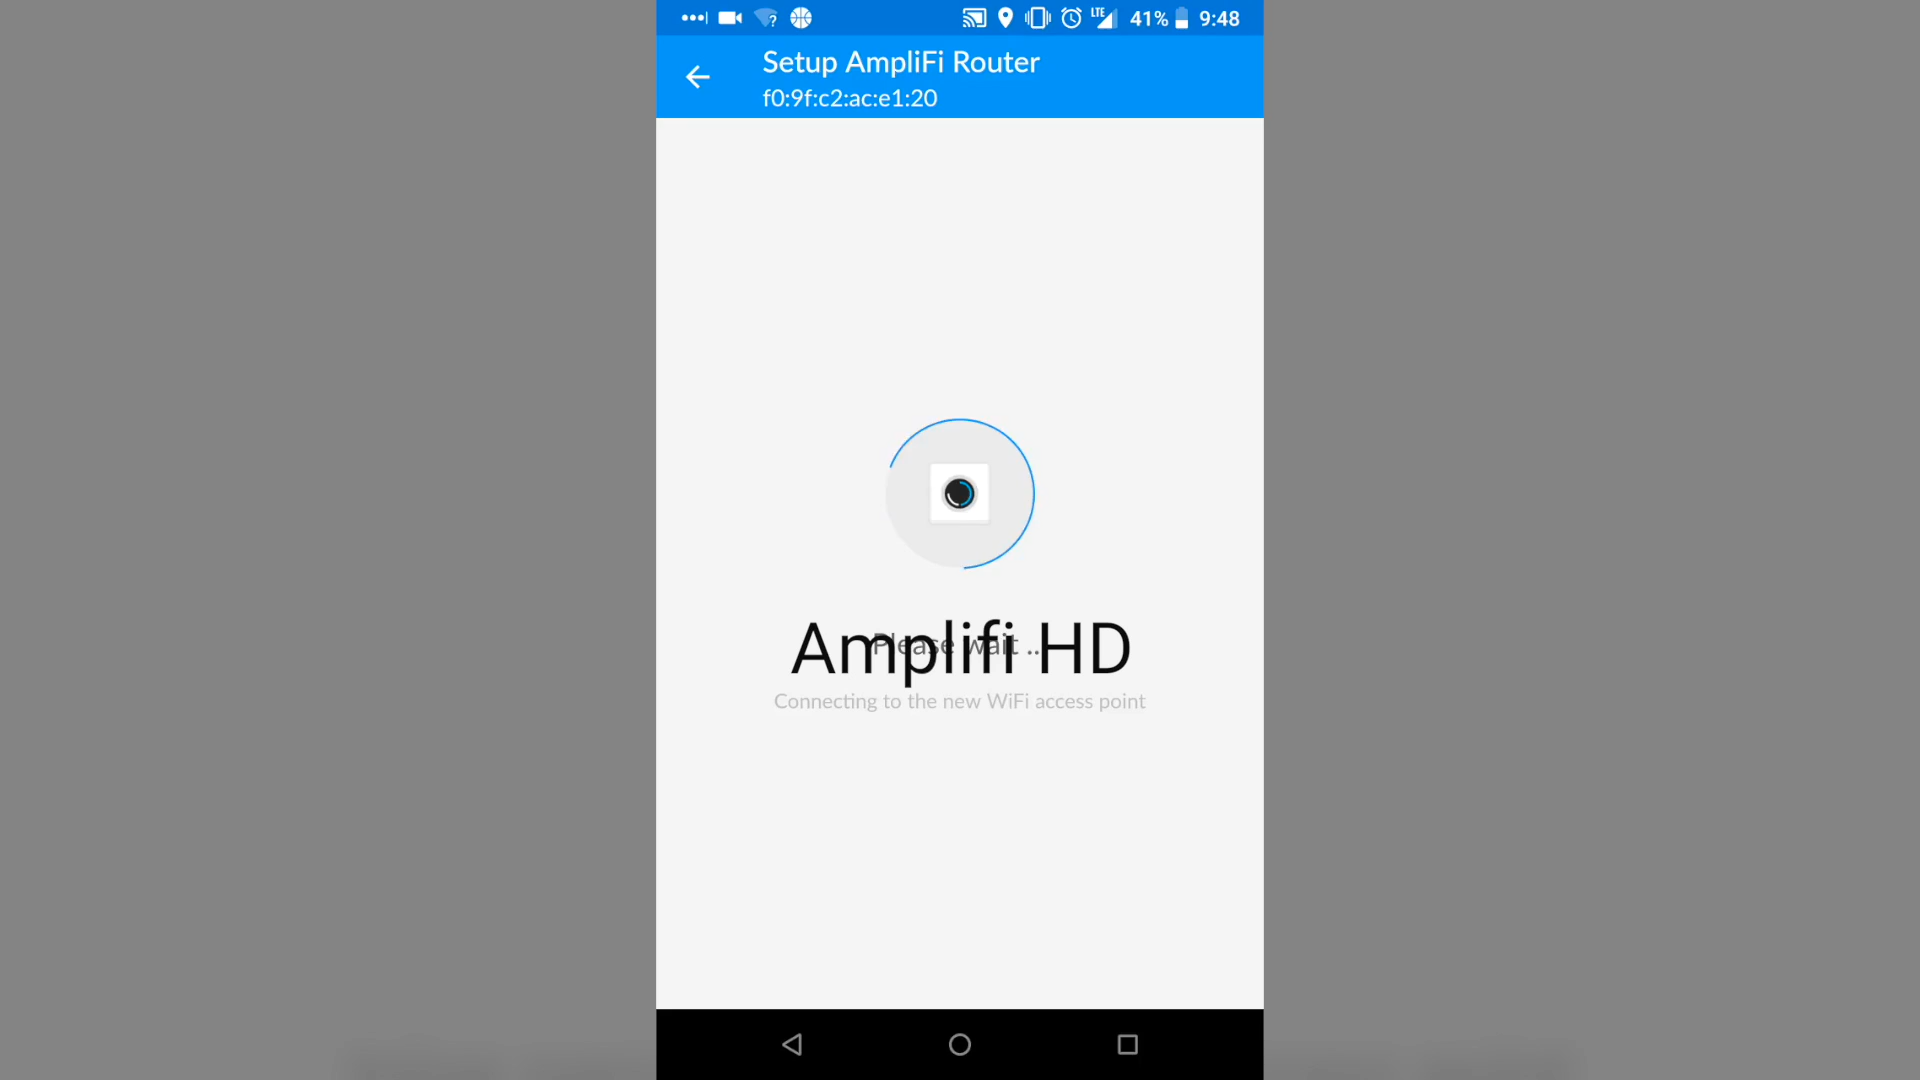 LTE 41% 9:48
Setup AmpliFi Router
f0:9f:c2:ac:e1:20
Please wait ..
Amplifi HD
Connecting to the new WiFi access point